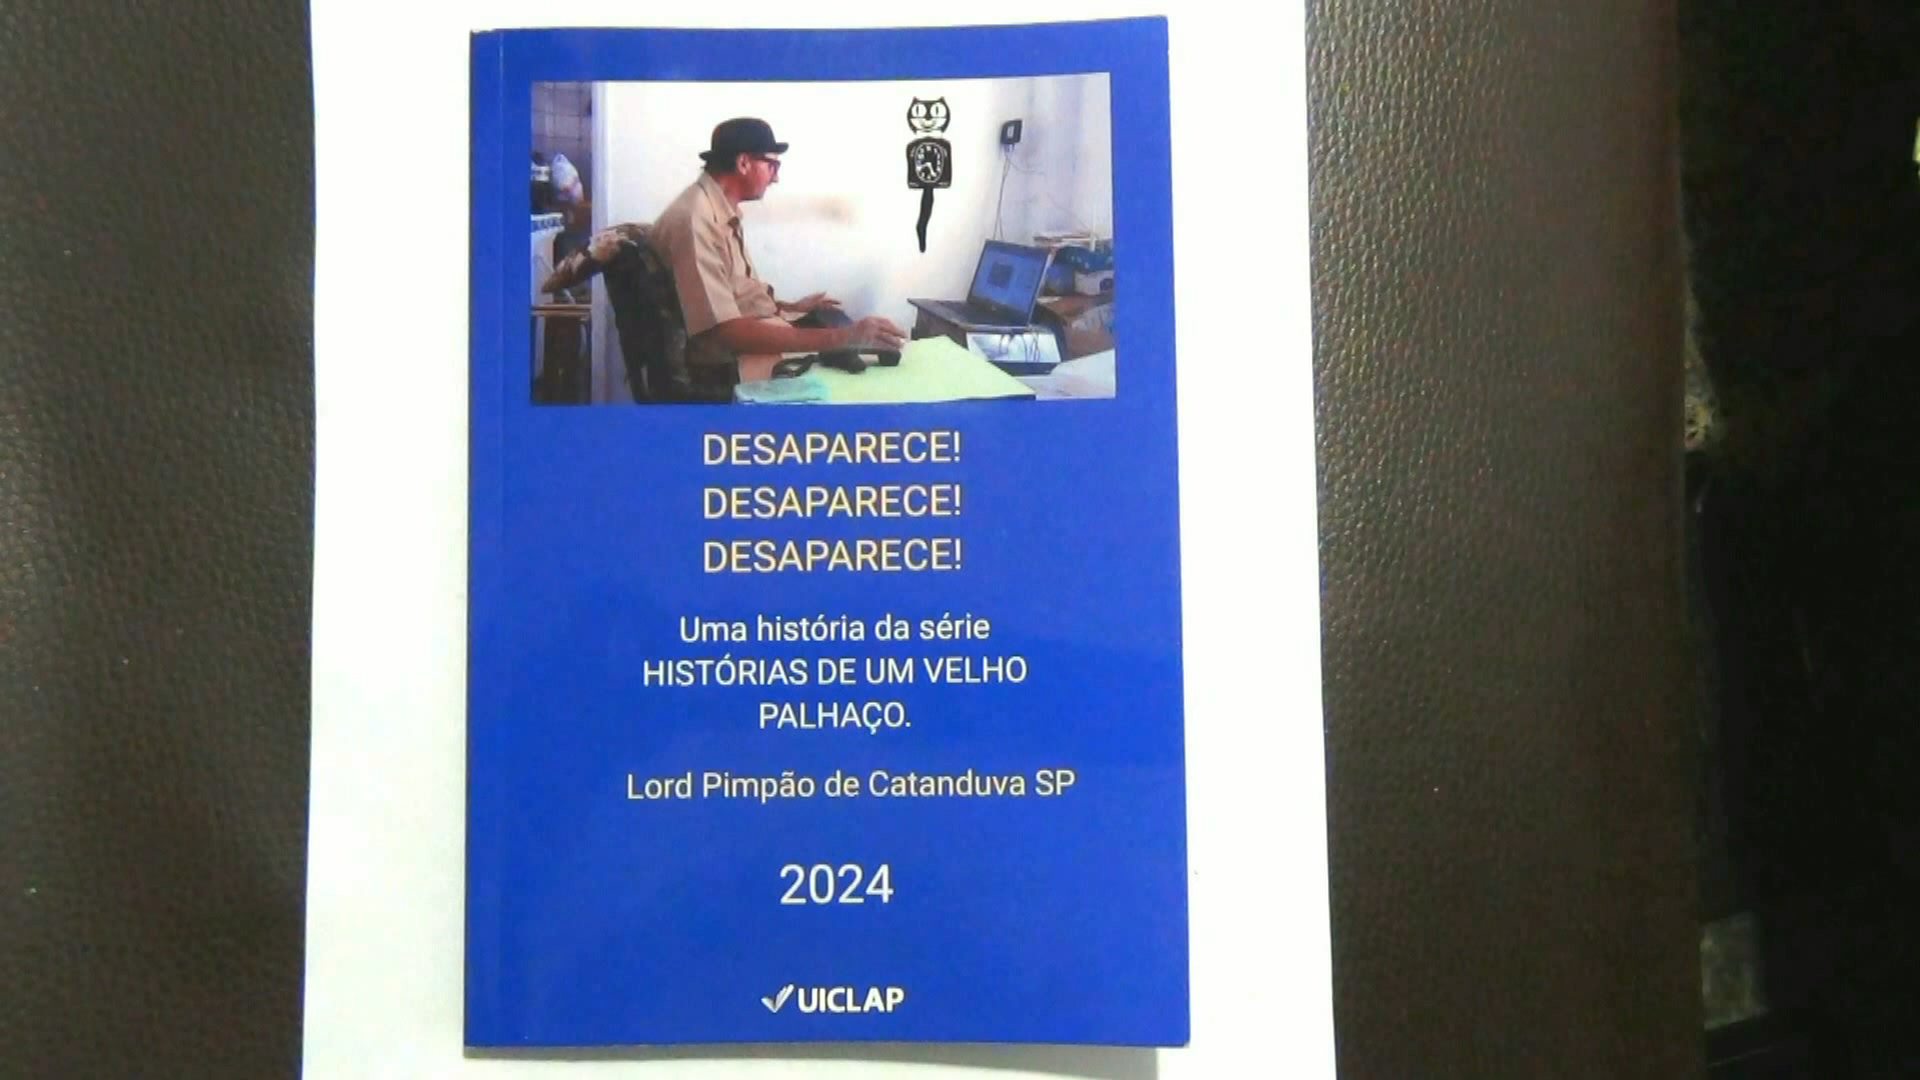 DESAPARECE!
DESAPARECE!
DESAPARECE!
Uma história da série
HISTÓRIAS DE UM VELHO
PALHAÇO.
Lord Pimpão de Catanduva SP
2024
UICLAP